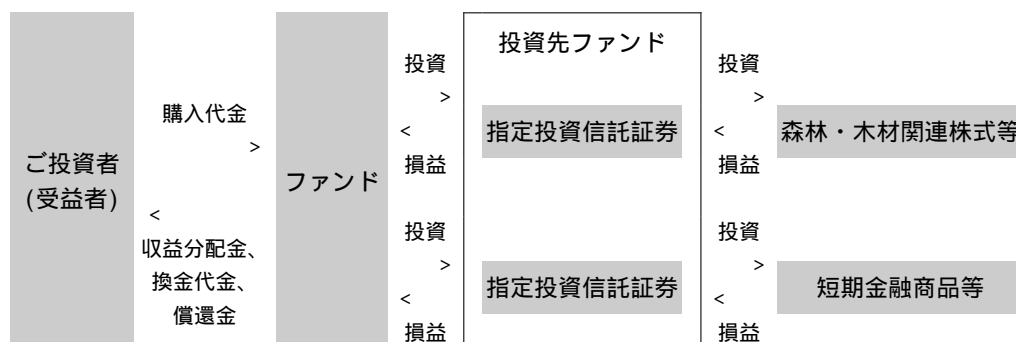 ご投資者
(受益者)
購入代金
>
<
収益分配金、
換金代金、
償還金
ファンド
投資
>
<
損益
投資
>
<
損益
投資先ファンド
指定投資信託証券
指定投資信託証券
投資
>
<
損益
投資
>
<
損益
森林・木材関連株式等
短期金融商品等